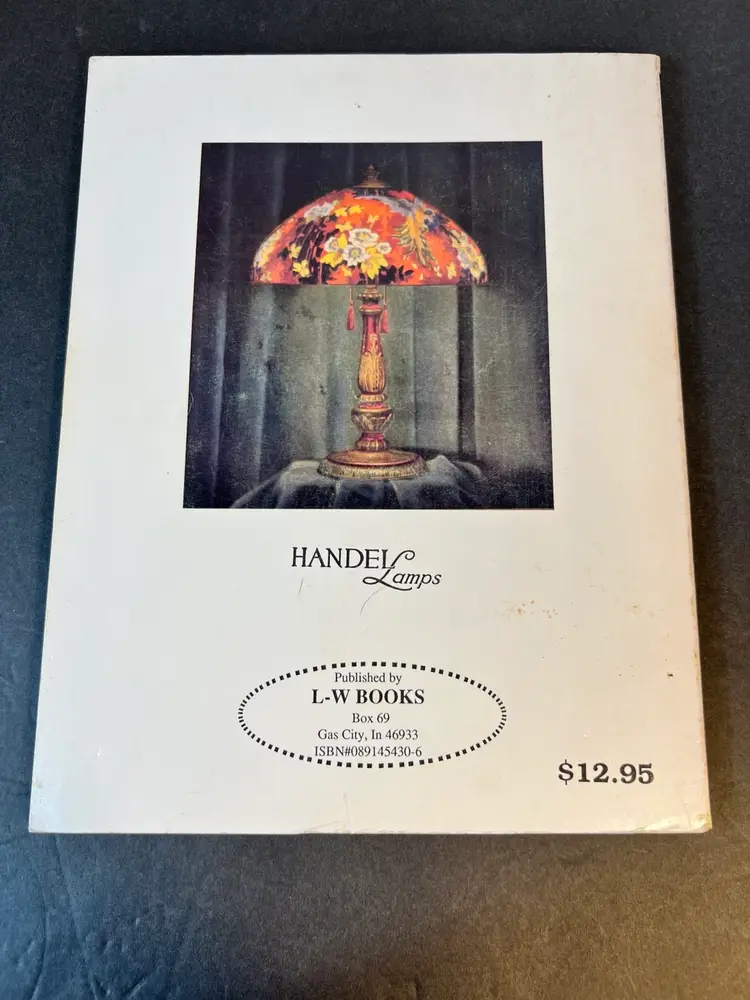 HANDEL
Lamps
Published by
L-W BOOKS
Box 69
Gas City, In 46933
ISBN#089145430-6
$12.95